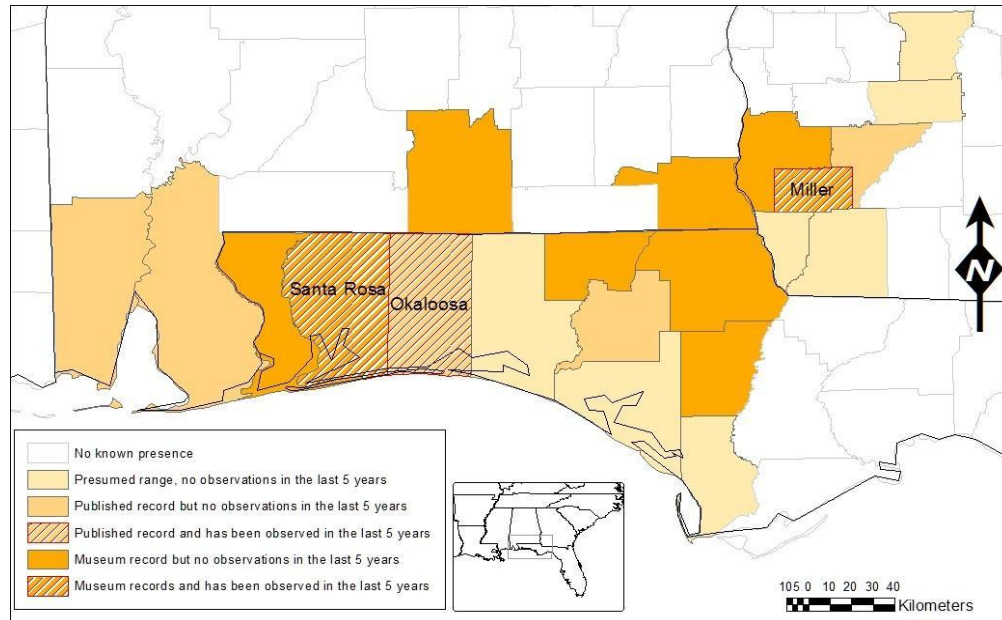 Miller
Santa Rosa
Okaloosa
N
No known presence
Presumed range, no observations in the last 5 years
Published record but no observations in the last 5 years
Published record and has been observed in the last 5 years
Museum record but no observations in the last 5 years
Museum records and has been observed in the last 5 years
105 0 10 20 30 40
Kilometers